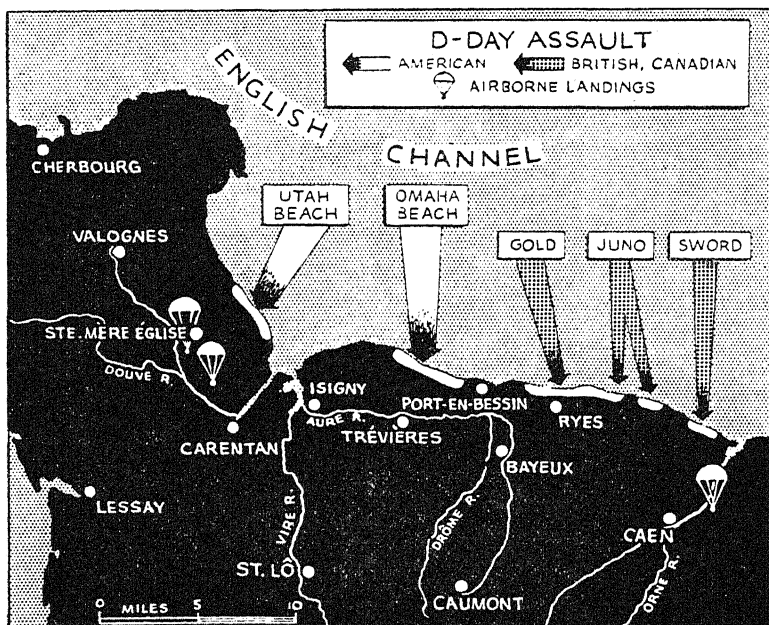 D-DAY ASSAULT
AMERICAN
BRITISH, CANADIAN
AIRBORNE LANDINGS
ENGLISH
CHANNEL
CHERBOURG
UTAH
BEACH
OMAHA
BEACH
GOLD
JUNO
SWORD
VALOGNES
STE. MERE ÉGLISE
DOUVE R.
ISIGNY
PORT-EN-BESSIN
RYES
AURE R.
TRÉVIÈRES
CARENTAN
BAYEUX
LESSAY
VIRE R.
DRÔME R.
CAEN
ORNE R.
ST. LÔ
CAUMONT
0 MILES 5 10